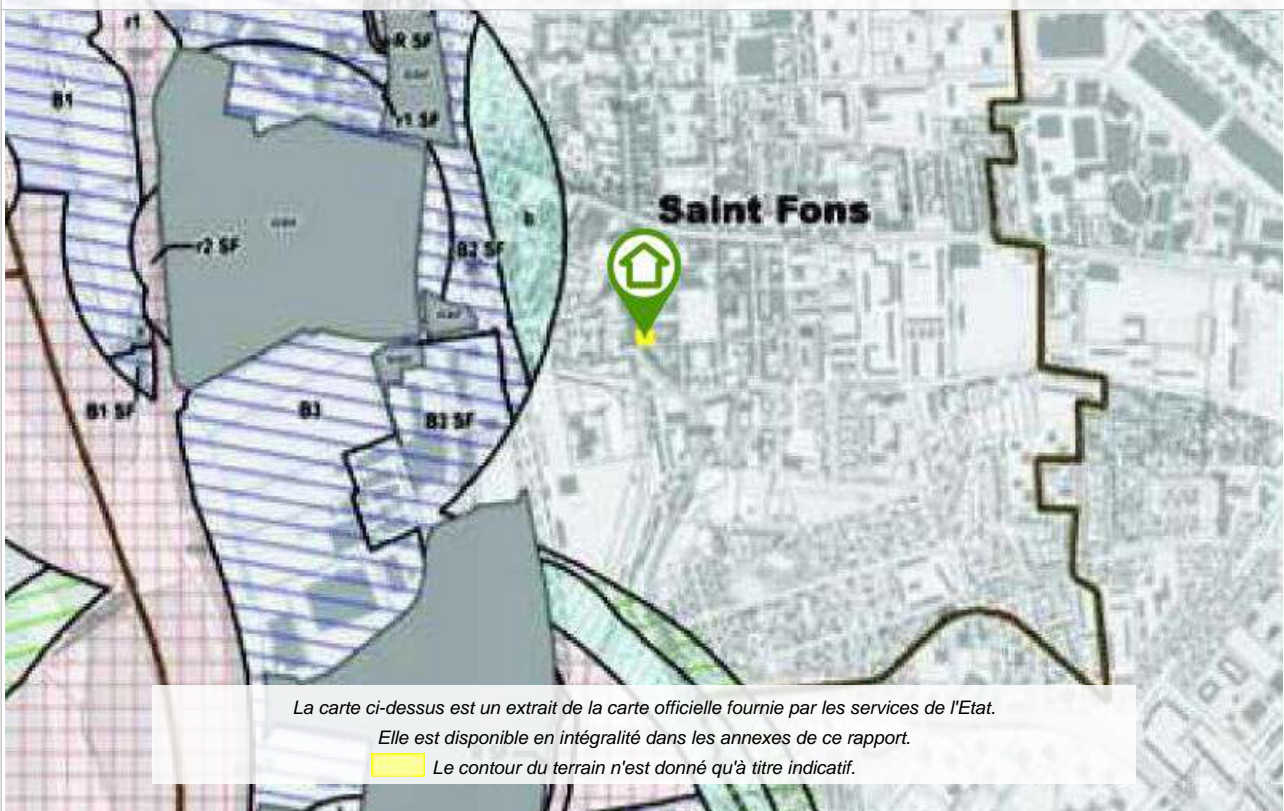 r1
R SF
B1
r1 SF
Saint Fons
b
r2 SF
B2 SF
B1 SF
B3
B3 SF
La carte ci-dessus est un extrait de la carte officielle fournie par les services de l'Etat.
Elle est disponible en intégralité dans les annexes de ce rapport.
Le contour du terrain n'est donné qu'à titre indicatif.